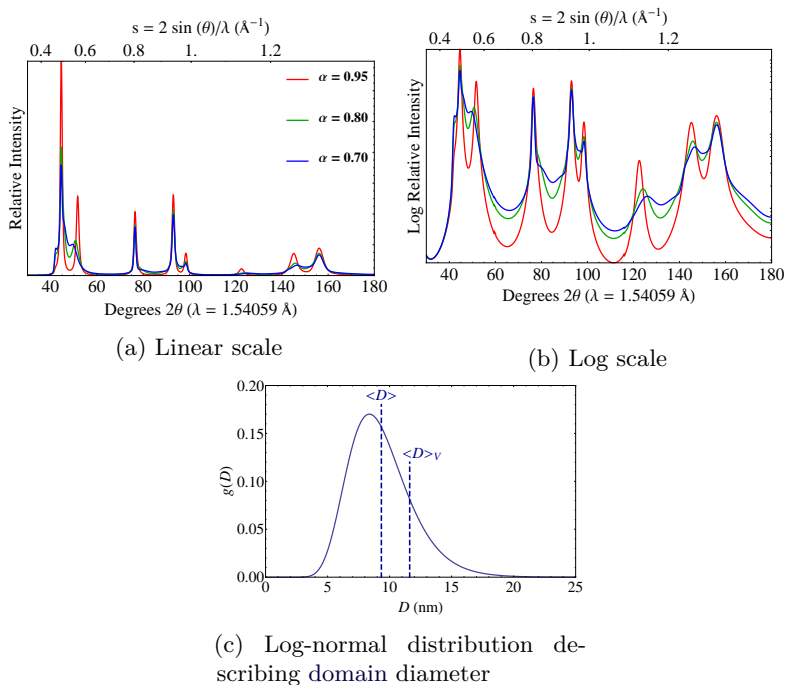 s = 2 sin (θ)/λ (Å⁻¹)
0.4 0.6 0.8 1. 1.2
Relative Intensity
α = 0.95
α = 0.80
α = 0.70
40 60 80 100 120 140 160 180
Degrees 2θ (λ = 1.54059 Å)
(a) Linear scale
s = 2 sin (θ)/λ (Å⁻¹)
0.4 0.6 0.8 1. 1.2
Log Relative Intensity
40 60 80 100 120 140 160 180
Degrees 2θ (λ = 1.54059 Å)
(b) Log scale
0.20
0.15
0.10
0.05
0.00
g(D)
<D>
<D>V
0 5 10 15 20 25
D (nm)
(c) Log-normal distribution de-
scribing domain diameter